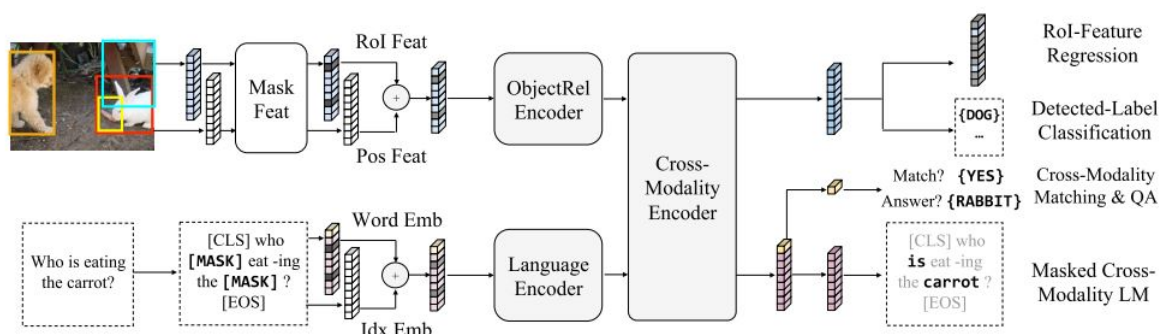 RoI Feat
Mask
Feat
Pos Feat
ObjectRel
Encoder
RoI-Feature
Regression
{DOG}
...
Detected-Label
Classification
Cross-
Modality
Encoder
Match? {YES}
Answer? {RABBIT}
Cross-Modality
Matching & QA
Who is eating
the carrot?
[CLS] who
[MASK] eat -ing
the [MASK] ?
[EOS]
Word Emb
Idx Emb
Language
Encoder
[CLS] who
is eat -ing
the carrot ?
[EOS]
Masked Cross-
Modality LM